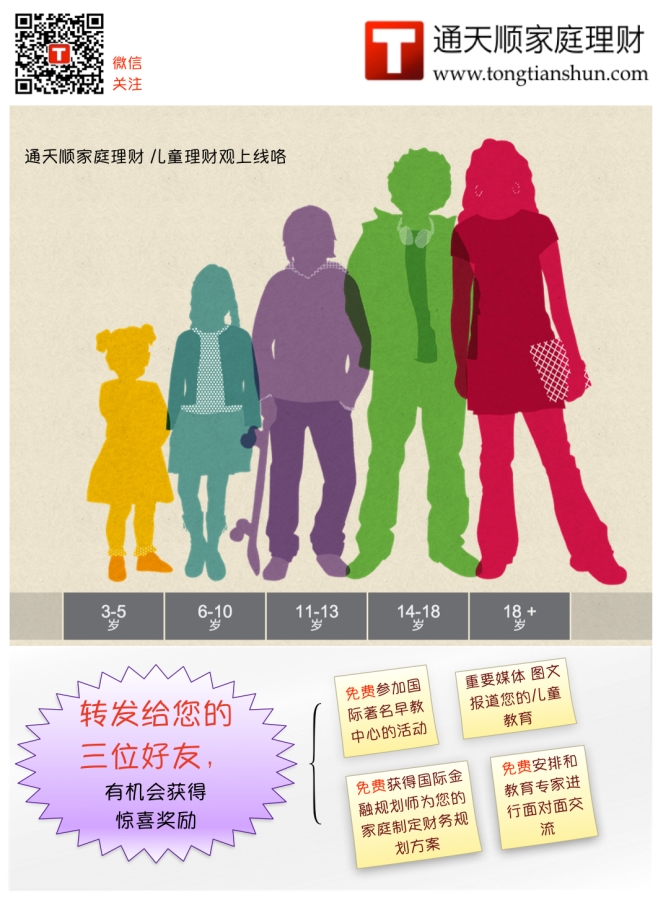 微信
关注
通天顺家庭理财
www.tongtianshun.com
通天顺家庭理财 儿童理财观上线咯
3-5
岁
6-10
岁
11-13
岁
14-18
岁
18 +
岁
转发给您的
三位好友，
有机会获得
惊喜奖励
免费参加国
际著名早教
中心的活动
重要媒体 图文
报道您的儿童
教育
免费获得国际金
融规划师为您的
家庭制定财务规
划方案
免费安排和
教育专家进
行面对面交
流